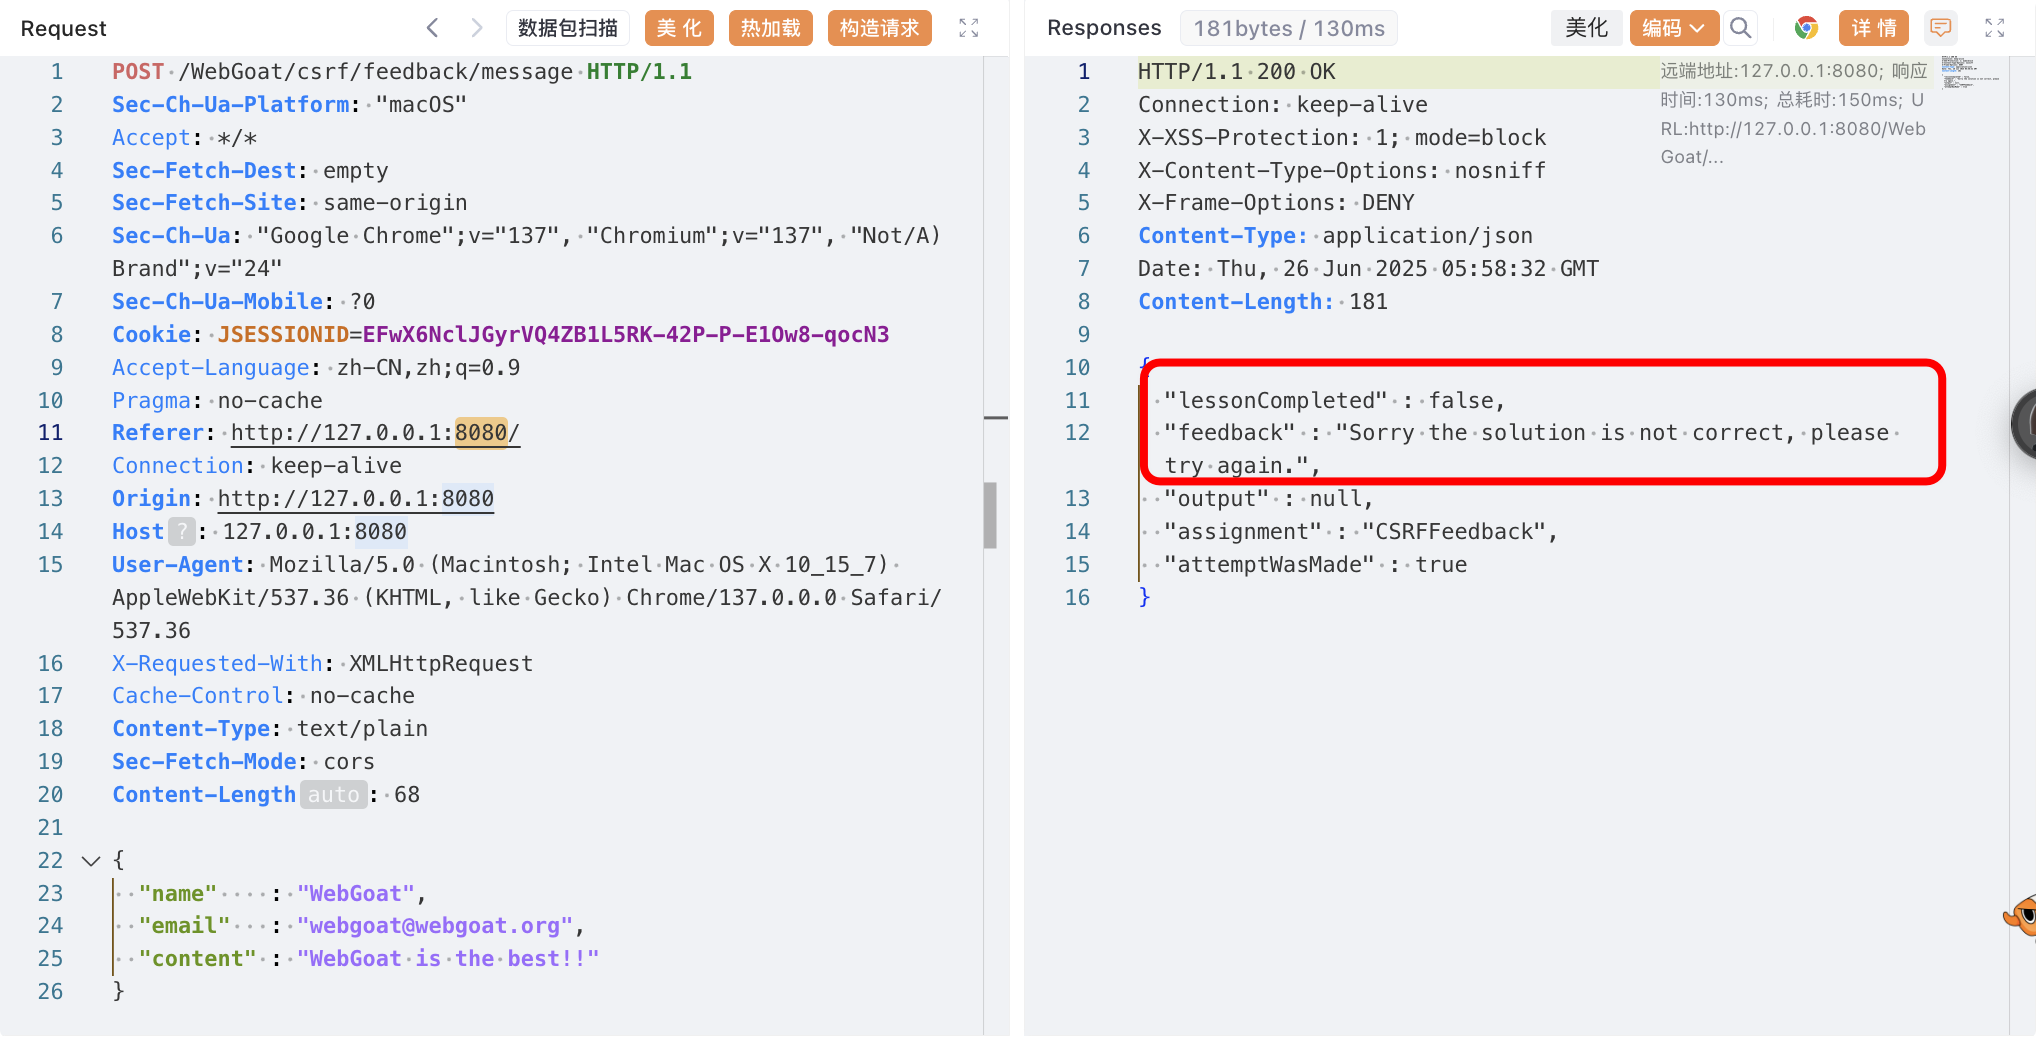 Request
数据包扫描
美 化
热加载
构造请求
1 POST /WebGoat/csrf/feedback/message HTTP/1.1
2 Sec-Ch-Ua-Platform: "macOS"
3 Accept: */*
4 Sec-Fetch-Dest: empty
5 Sec-Fetch-Site: same-origin
6 Sec-Ch-Ua: "Google Chrome";v="137", "Chromium";v="137", "Not/A)
Brand";v="24"
7 Sec-Ch-Ua-Mobile: ?0
8 Cookie: JSESSIONID=EFwX6NclJGyrVQ4ZB1L5RK-42P-P-E1Ow8-qocN3
9 Accept-Language: zh-CN,zh;q=0.9
10 Pragma: no-cache
11 Referer: http://127.0.0.1:8080/
12 Connection: keep-alive
13 Origin: http://127.0.0.1:8080
14 Host ? : 127.0.0.1:8080
15 User-Agent: Mozilla/5.0 (Macintosh; Intel Mac OS X 10_15_7)
AppleWebKit/537.36 (KHTML, like Gecko) Chrome/137.0.0.0 Safari/
537.36
16 X-Requested-With: XMLHttpRequest
17 Cache-Control: no-cache
18 Content-Type: text/plain
19 Sec-Fetch-Mode: cors
20 Content-Length auto : 68
21
22 {
23 "name"    : "WebGoat",
24 "email"   : "webgoat@webgoat.org",
25 "content" : "WebGoat is the best!!"
26 }
Responses
181bytes / 130ms
美化
编码
详 情
1 HTTP/1.1 200 OK
2 Connection: keep-alive
3 X-XSS-Protection: 1; mode=block
4 X-Content-Type-Options: nosniff
5 X-Frame-Options: DENY
6 Content-Type: application/json
7 Date: Thu, 26 Jun 2025 05:58:32 GMT
8 Content-Length: 181
9
10 {
11 "lessonCompleted" : false,
12 "feedback" : "Sorry the solution is not correct, please
try again.",
13 "output" : null,
14 "assignment" : "CSRFFeedback",
15 "attemptWasMade" : true
16 }
远端地址:127.0.0.1:8080; 响应
时间:130ms; 总耗时:150ms; U
RL:http://127.0.0.1:8080/Web
Goat/...